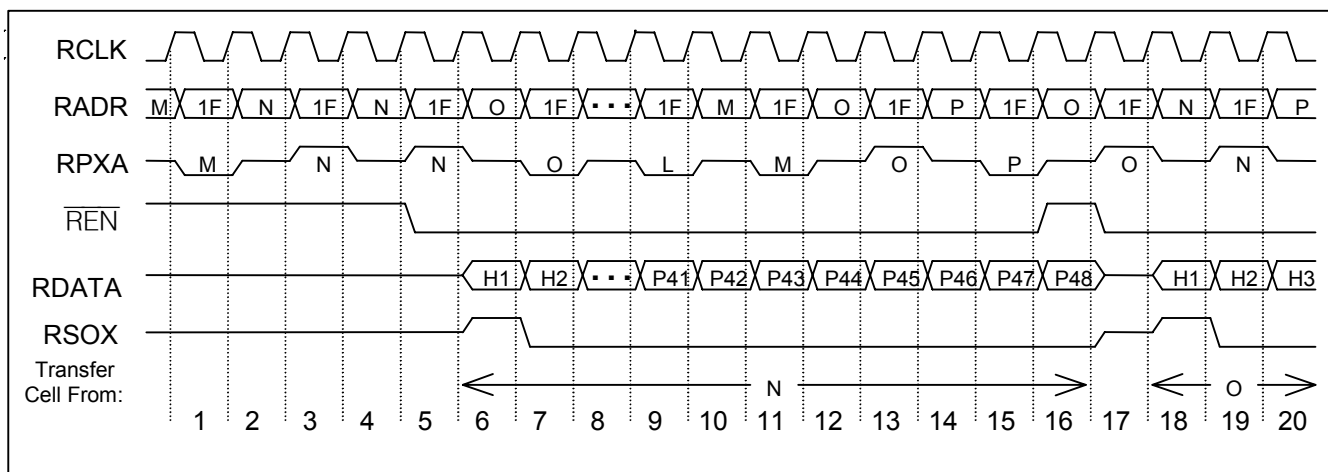 RCLK
RADR M 1F N 1F N 1F O 1F ··· 1F M 1F O 1F P 1F O 1F N 1F P
RPXA M N N O L M O P O N
REN
RDATA H1 H2 ··· P41 P42 P43 P44 P45 P46 P47 P48 H1 H2 H3
RSOX
Transfer
Cell From: N O
1 2 3 4 5 6 7 8 9 10 11 12 13 14 15 16 17 18 19 20